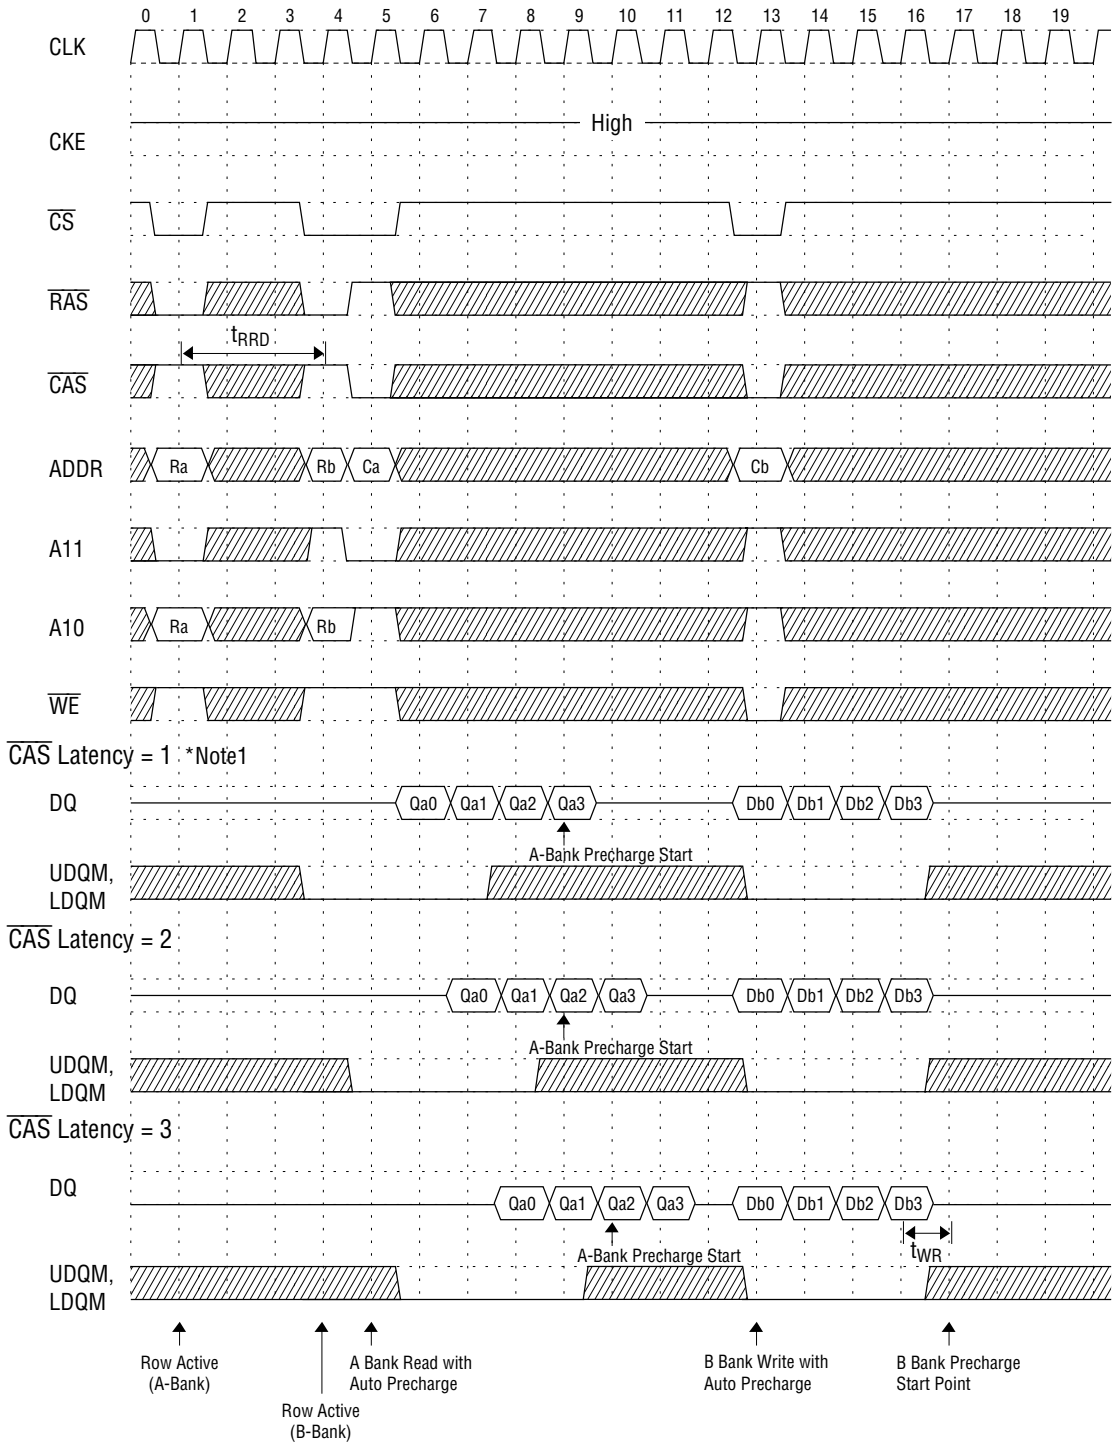 0 1 2 3 4 5 6 7 8 9 10 11 12 13 14 15 16 17 18 19
CLK
High
CKE
CS
RAS
tRRD
CAS
ADDR Ra Rb Ca Cb
A11
A10 Ra Rb
WE
CAS Latency = 1 *Note1
DQ Qa0 Qa1 Qa2 Qa3 Db0 Db1 Db2 Db3
A-Bank Precharge Start
UDQM,
LDQM
CAS Latency = 2
DQ Qa0 Qa1 Qa2 Qa3 Db0 Db1 Db2 Db3
A-Bank Precharge Start
UDQM,
LDQM
CAS Latency = 3
DQ Qa0 Qa1 Qa2 Qa3 Db0 Db1 Db2 Db3
A-Bank Precharge Start
tWR
UDQM,
LDQM
Row Active
(A-Bank)
Row Active
(B-Bank)
A Bank Read with
Auto Precharge
B Bank Write with
Auto Precharge
B Bank Precharge
Start Point